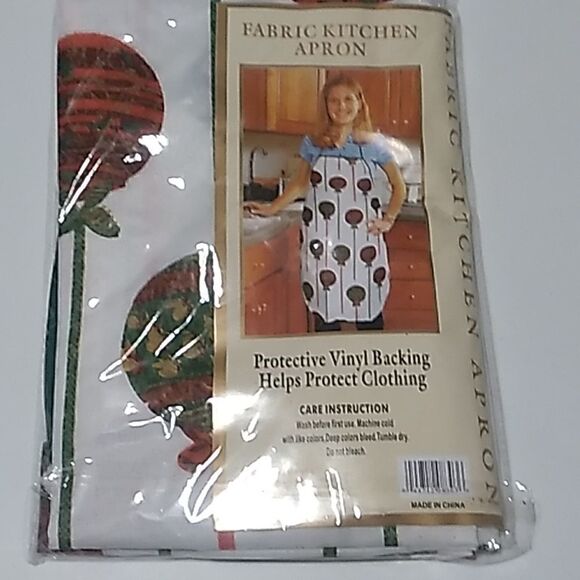 FABRIC KITCHEN
APRON
FABRIC KITCHEN APRON
Protective Vinyl Backing
Helps Protect Clothing
CARE INSTRUCTION
Wash before first use. Machine cold
with like colors. Deep colors bleed. Tumble dry.
Do not bleach.
MADE IN CHINA